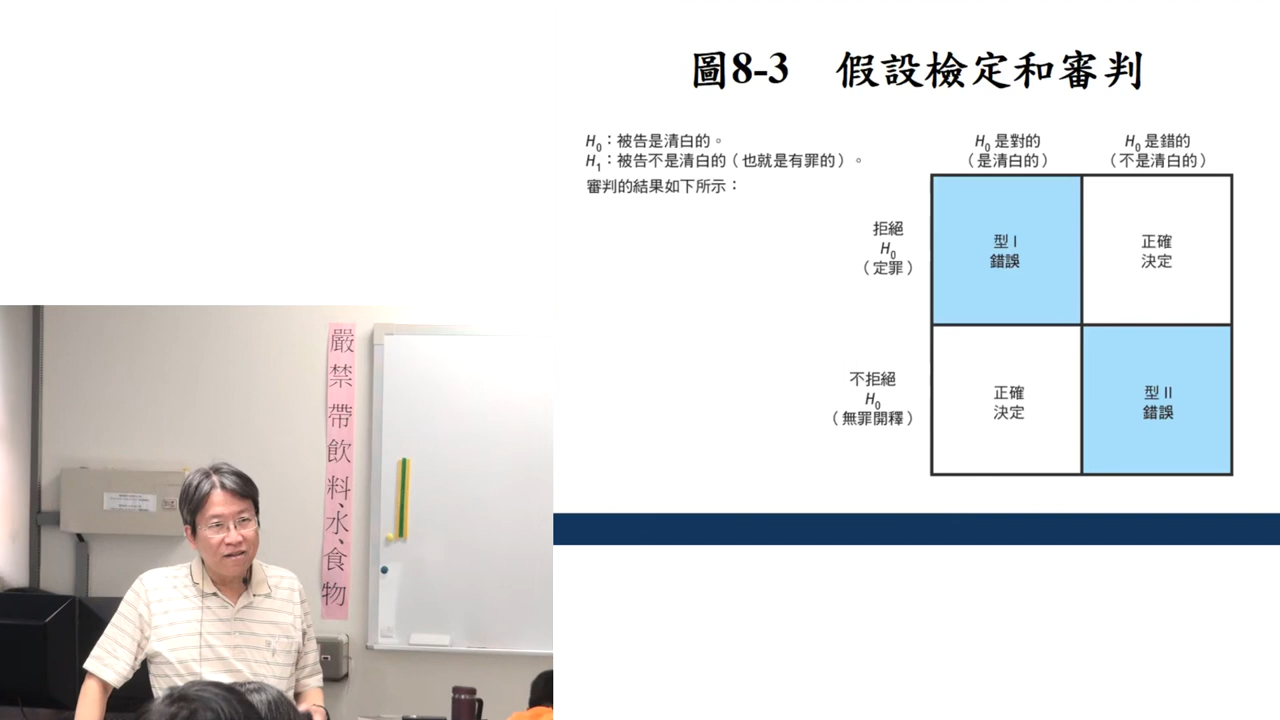 圖8-3 假設檢定和審判
H0：被告是清白的。
H1：被告不是清白的（也就是有罪的）。
審判的結果如下所示：
H0 是對的
（是清白的）
H0 是錯的
（不是清白的）
拒絕
H0
（定罪）
型 I
錯誤
正確
決定
不拒絕
H0
（無罪開釋）
正確
決定
型 II
錯誤
嚴禁帶飲料、水、食物